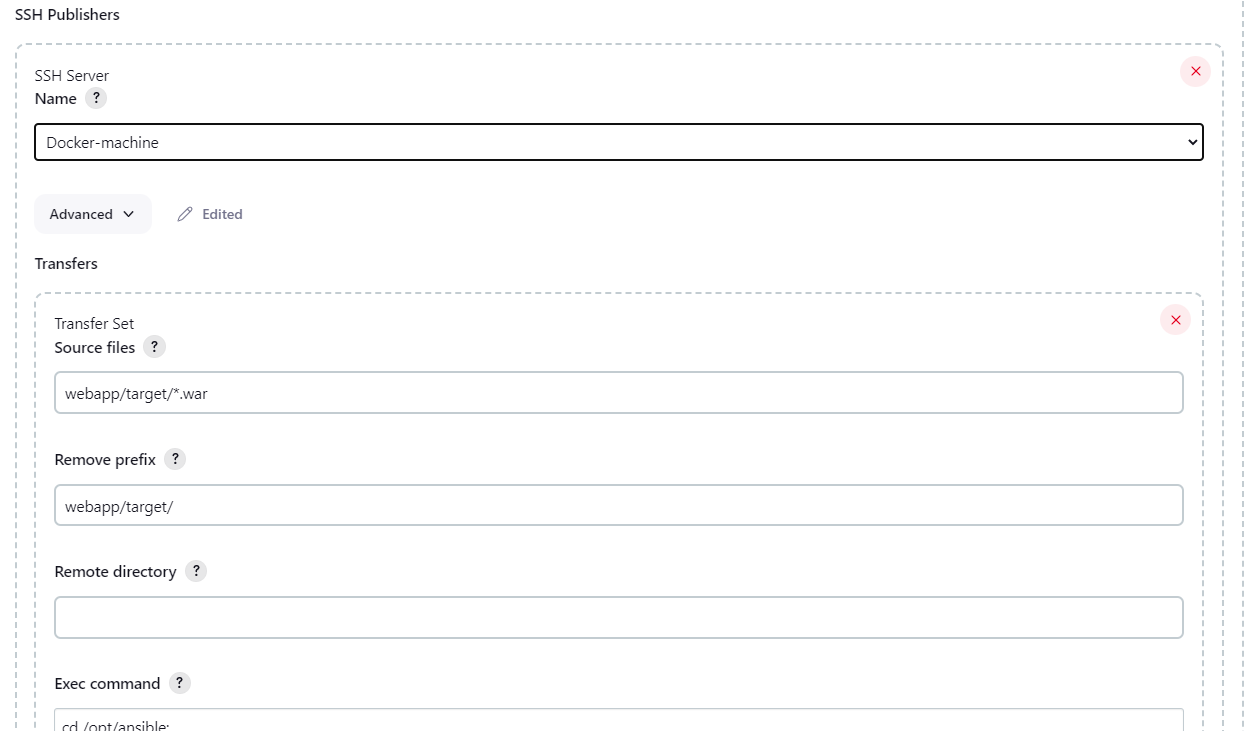 SSH Publishers
SSH Server
Name ?
Docker-machine
Advanced
Edited
Transfers
Transfer Set
Source files ?
webapp/target/*.war
Remove prefix ?
webapp/target/
Remote directory ?
Exec command ?
cd /opt/ansible;